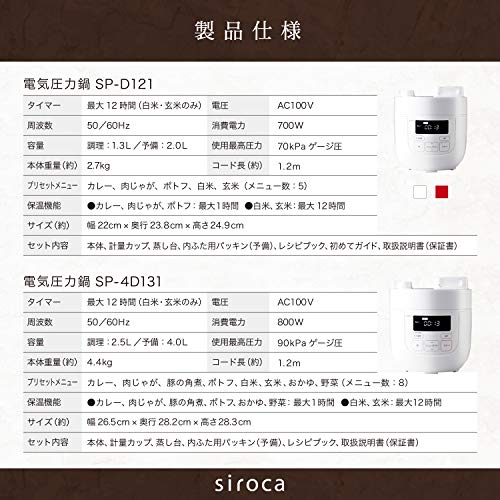 製品仕様
電気圧力鍋 SP-D121
タイマー 最大12時間（白米・玄米のみ） 電圧 AC100V
周波数 50／60Hz 消費電力 700W
容量 調理：1.3L／予備：2.0L 使用最高圧力 70kPa ゲージ圧
本体重量（約） 2.7kg コード長（約） 1.2m
プリセットメニュー カレー、肉じゃが、ポトフ、白米、玄米（メニュー数：5）
保温機能 ●カレー、肉じゃが、ポトフ：最大1時間 ●白米、玄米：最大12時間
サイズ（約） 幅22cm×奥行23.8cm×高さ24.9cm
セット内容 本体、計量カップ、蒸し台、内ふた用パッキン（予備）、レシピブック、初めてガイド、取扱説明書（保証書）
電気圧力鍋 SP-4D131
タイマー 最大12時間（白米・玄米のみ） 電圧 AC100V
周波数 50／60Hz 消費電力 800W
容量 調理：2.5L／予備：4.0L 使用最高圧力 90kPa ゲージ圧
本体重量（約） 4.4kg コード長（約） 1.2m
プリセットメニュー カレー、肉じゃが、豚の角煮、ポトフ、白米、玄米、おかゆ、野菜（メニュー数：8）
保温機能 ●カレー、肉じゃが、豚の角煮、ポトフ、おかゆ、野菜：最大1時間 ●白米、玄米：最大12時間
サイズ（約） 幅26.5cm×奥行28.2cm×高さ28.3cm
セット内容 本体、計量カップ、蒸し台、内ふた用パッキン（予備）、レシピブック、取扱説明書（保証書）
siroca